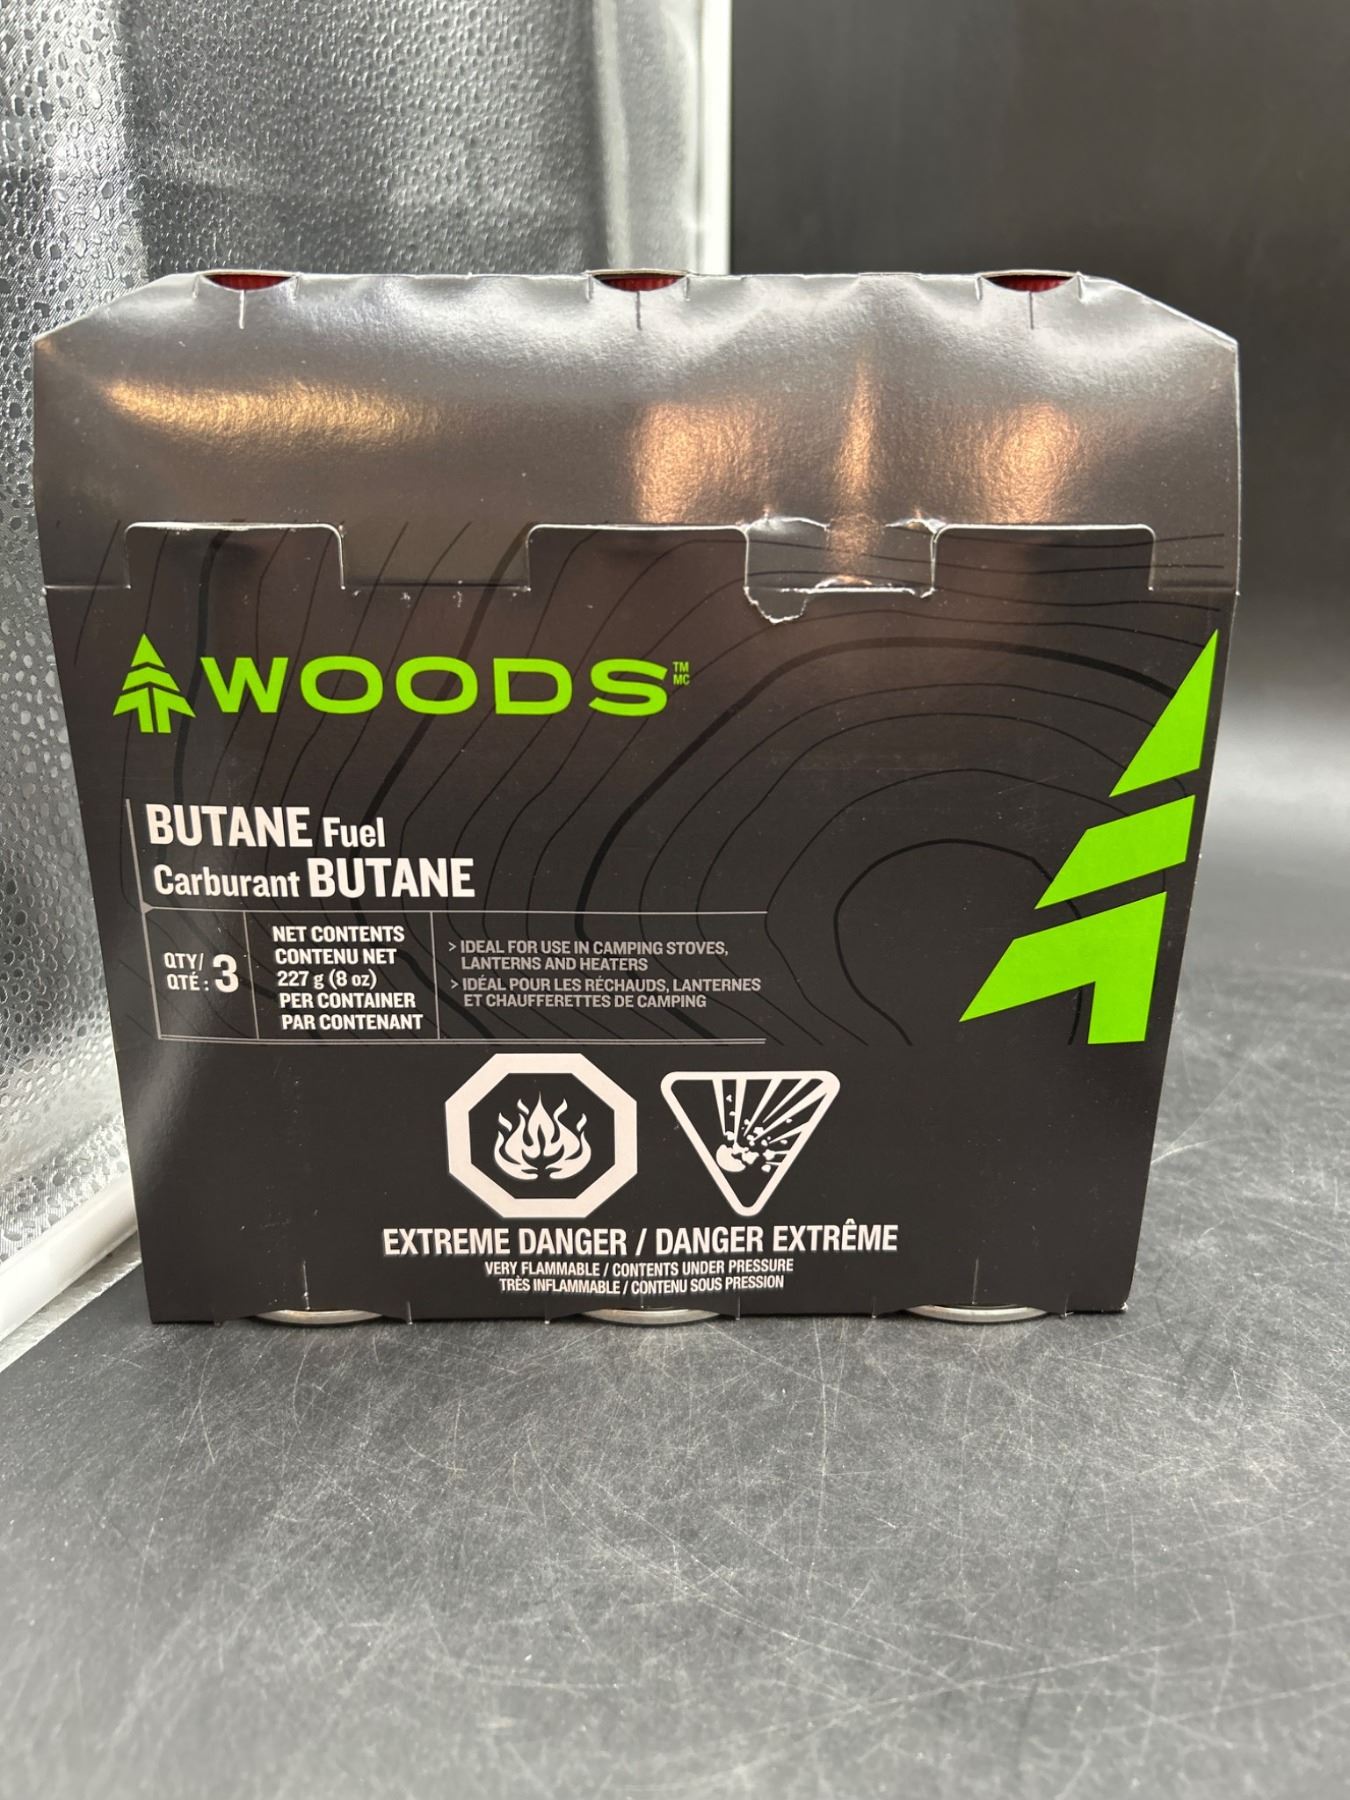 WOODS™ MC
BUTANE Fuel
Carburant BUTANE
QTY/
QTÉ : 3
NET CONTENTS
CONTENU NET
227 g (8 oz)
PER CONTAINER
PAR CONTENANT
> IDEAL FOR USE IN CAMPING STOVES,
LANTERNS AND HEATERS
> IDÉAL POUR LES RÉCHAUDS, LANTERNES
ET CHAUFFERETTES DE CAMPING
EXTREME DANGER / DANGER EXTRÊME
VERY FLAMMABLE / CONTENTS UNDER PRESSURE
TRÈS INFLAMMABLE / CONTENU SOUS PRESSION